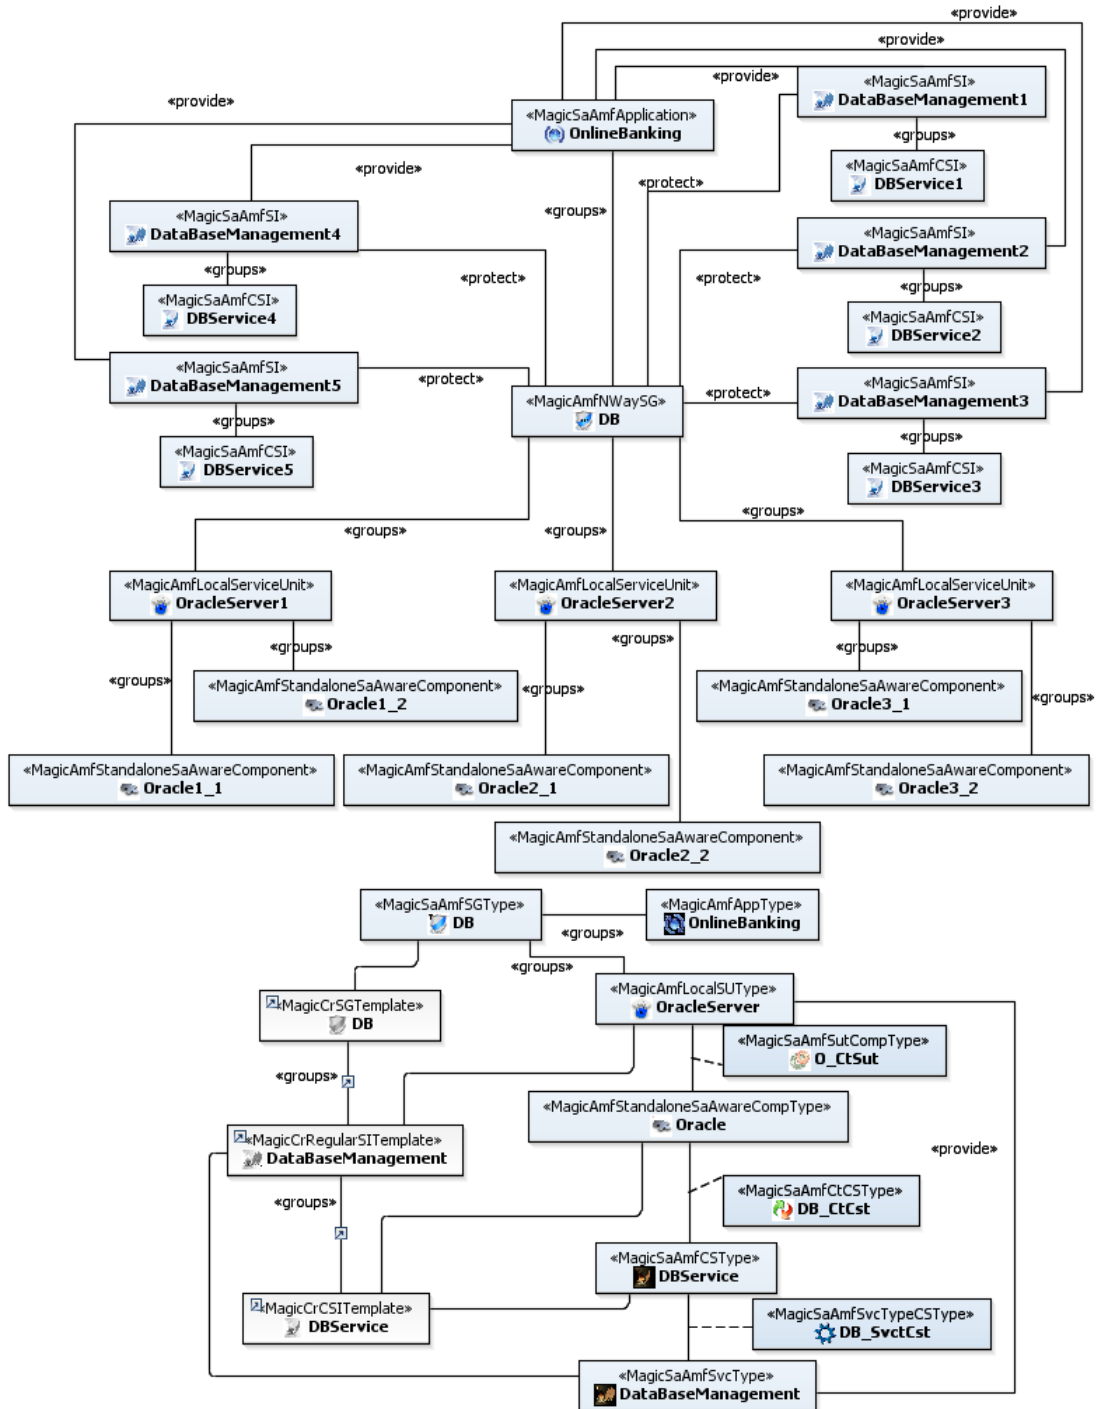 «provide»
«provide»
«provide»
«MagicSaAmfSI»
DataBaseManagement1
«provide»
«MagicSaAmfApplication»
OnlineBanking
«groups»
«provide»
«MagicSaAmfCSI»
DBService1
«protect»
«MagicSaAmfSI»
DataBaseManagement4
«groups»
«MagicSaAmfSI»
DataBaseManagement2
«groups»
«protect»
«protect»
«groups»
«MagicSaAmfCSI»
DBService4
«MagicSaAmfCSI»
DBService2
«MagicSaAmfSI»
DataBaseManagement5
«protect»
«MagicSaAmfSI»
DataBaseManagement3
«protect»
«MagicAmfNWaySG»
DB
«groups»
«groups»
«MagicSaAmfCSI»
DBService5
«MagicSaAmfCSI»
DBService3
«groups»
«groups»
«groups»
«MagicAmfLocalServiceUnit»
OracleServer1
«MagicAmfLocalServiceUnit»
OracleServer2
«MagicAmfLocalServiceUnit»
OracleServer3
«groups»
«groups»
«groups»
«groups»
«groups»
«groups»
«MagicAmfStandaloneSaAwareComponent»
Oracle1_2
«MagicAmfStandaloneSaAwareComponent»
Oracle3_1
«MagicAmfStandaloneSaAwareComponent»
Oracle1_1
«MagicAmfStandaloneSaAwareComponent»
Oracle2_1
«MagicAmfStandaloneSaAwareComponent»
Oracle3_2
«MagicAmfStandaloneSaAwareComponent»
Oracle2_2
«MagicSaAmfSGType»
DB
«MagicAmfAppType»
OnlineBanking
«groups»
«groups»
«MagicAmfLocalSUType»
OracleServer
«MagicCrSGTemplate»
DB
«MagicSaAmfSutCompType»
O_CtSut
«groups»
«MagicAmfStandaloneSaAwareCompType»
Oracle
«MagicCrRegularSITemplate»
DataBaseManagement
«provide»
«groups»
«MagicSaAmfCtCSType»
DB_CtCst
«MagicSaAmfCSType»
DBService
«MagicCrCSITemplate»
DBService
«MagicSaAmfSvcTypeCSType»
DB_SvctCst
«MagicSaAmfSvcType»
DataBaseManagement